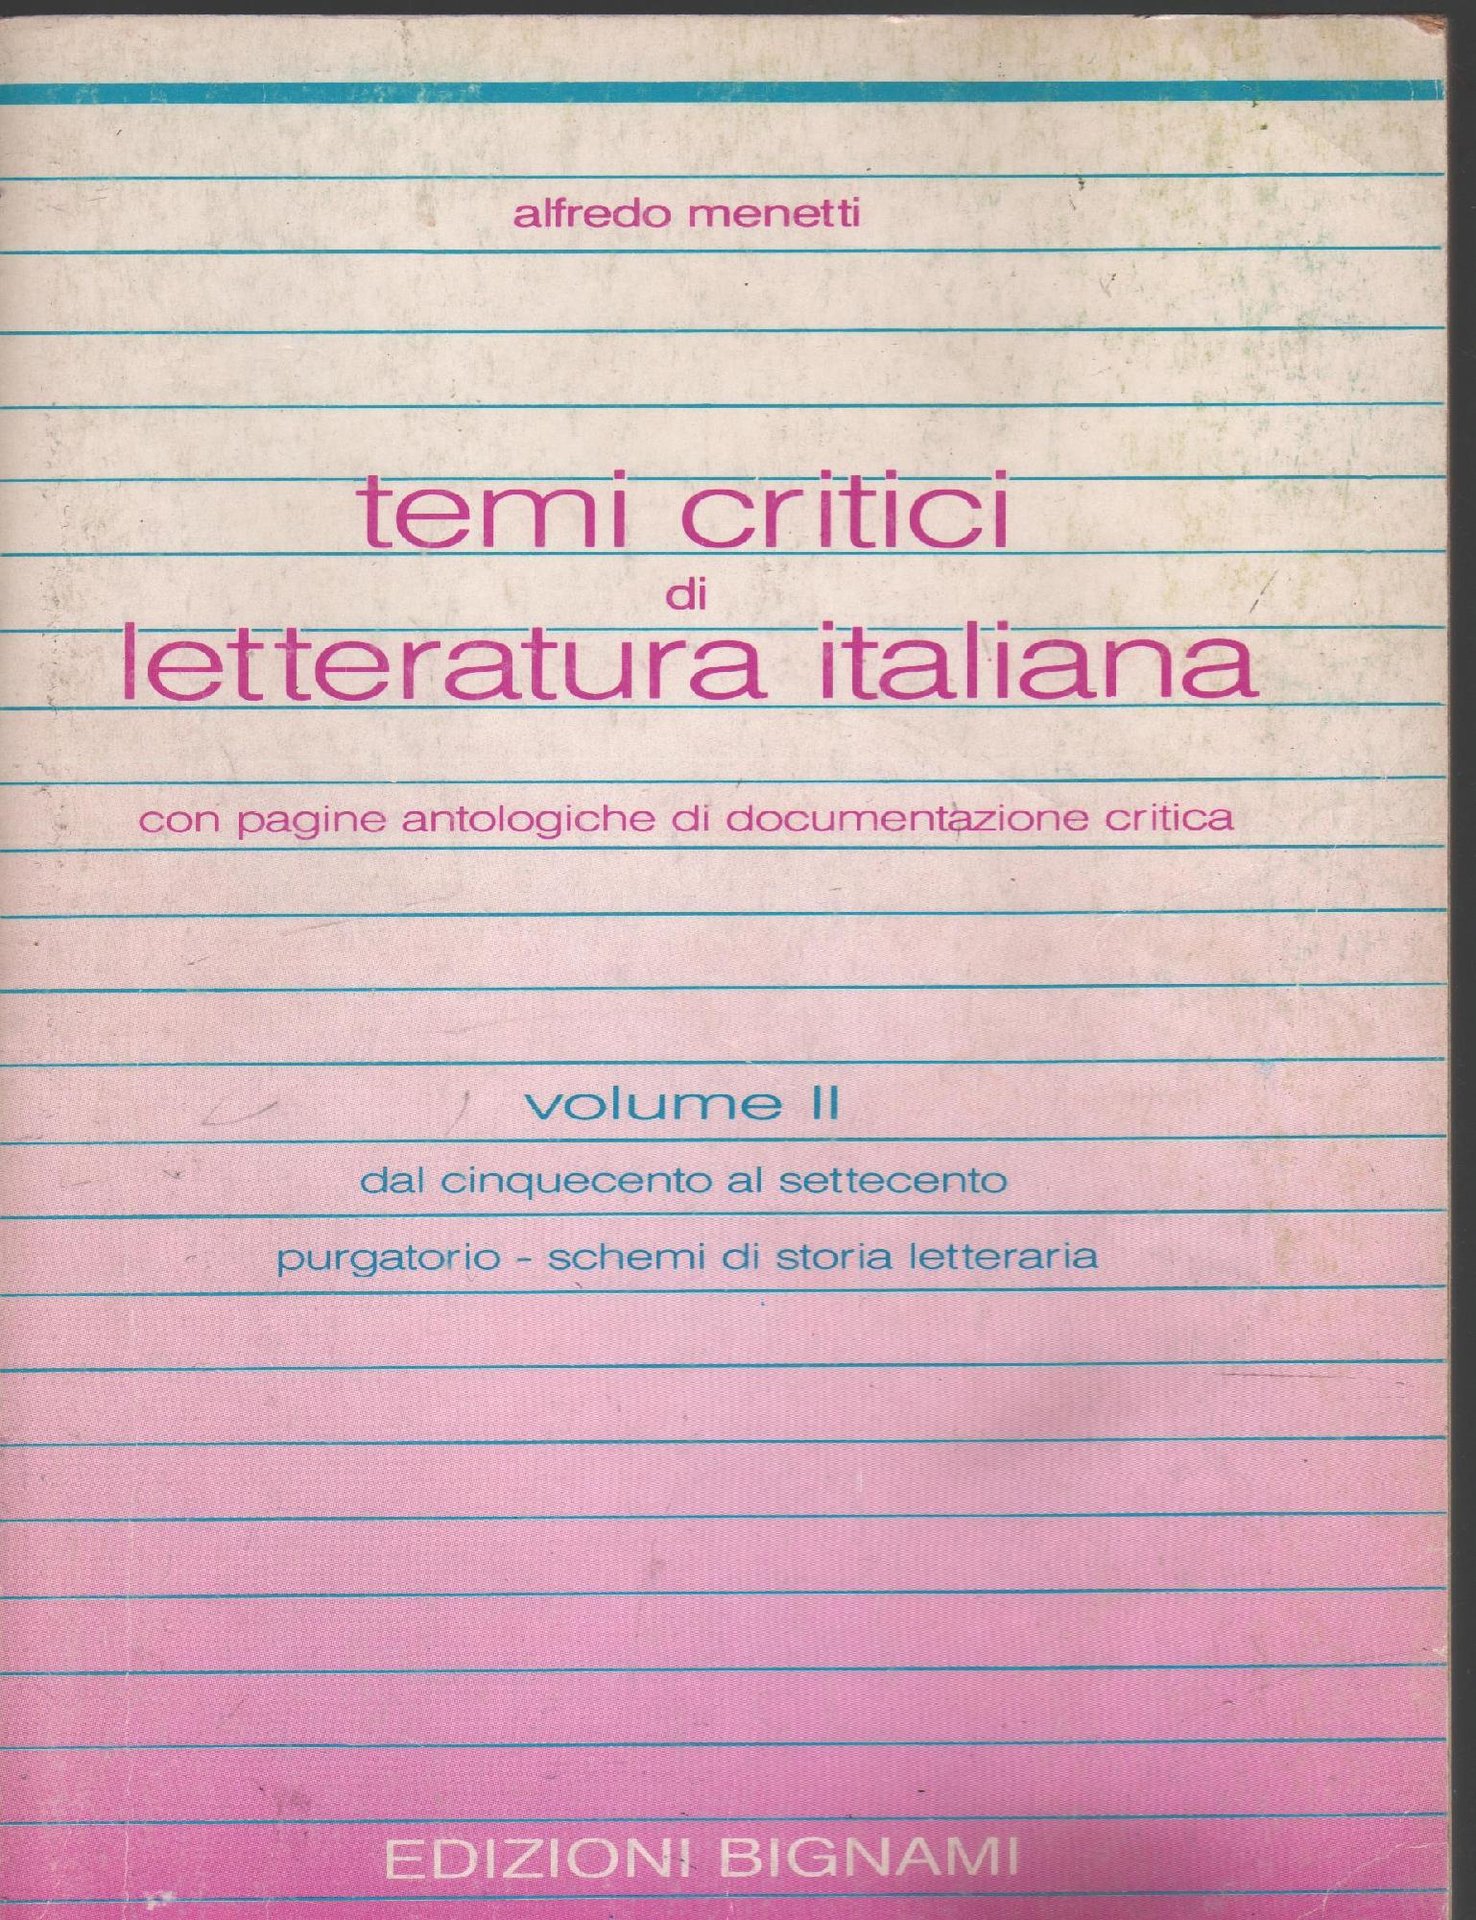 alfredo menetti
temi critici
di
letteratura italiana
con pagine antologiche di documentazione critica
volume II
dal cinquecento al settecento
purgatorio - schemi di storia letteraria
EDIZIONI BIGNAMI